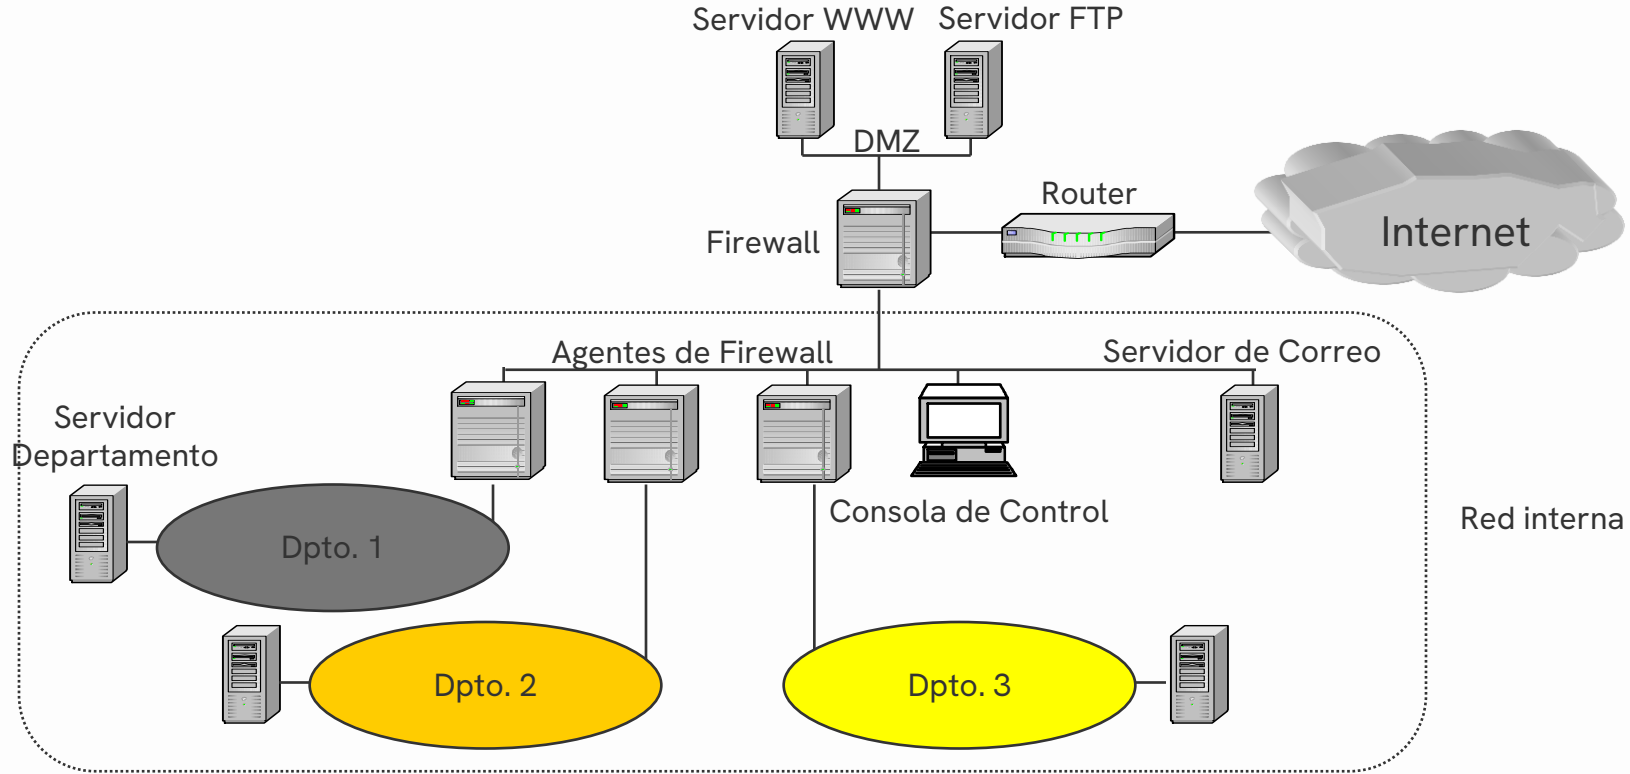 Servidor WWW
Servidor FTP
DMZ
Router
Internet
Firewall
Agentes de Firewall
Servidor de Correo
Servidor
Departamento
Consola de Control
Red interna
Dpto. 1
Dpto. 2
Dpto. 3